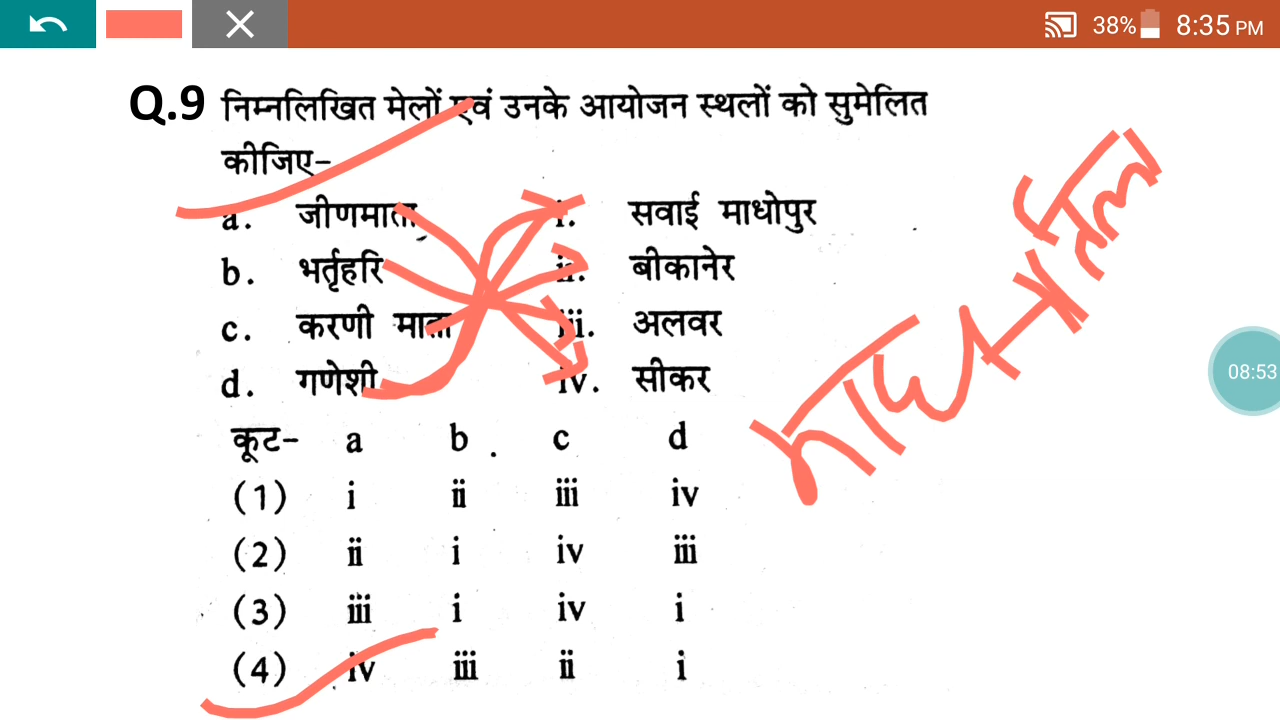 38% 8:35 PM
Q.9 निम्नलिखित मेलों एवं उनके आयोजन स्थलों को सुमेलित
कीजिए-
a. जीणमाता i. सवाई माधोपुर
b. भर्तृहरि ii. बीकानेर
c. करणी माता iii. अलवर
d. गणेशी iv. सीकर
08:53
कूट- a b c d
(1) i ii iii iv
(2) ii i iv iii
(3) iii i iv i
(4) iv iii ii i